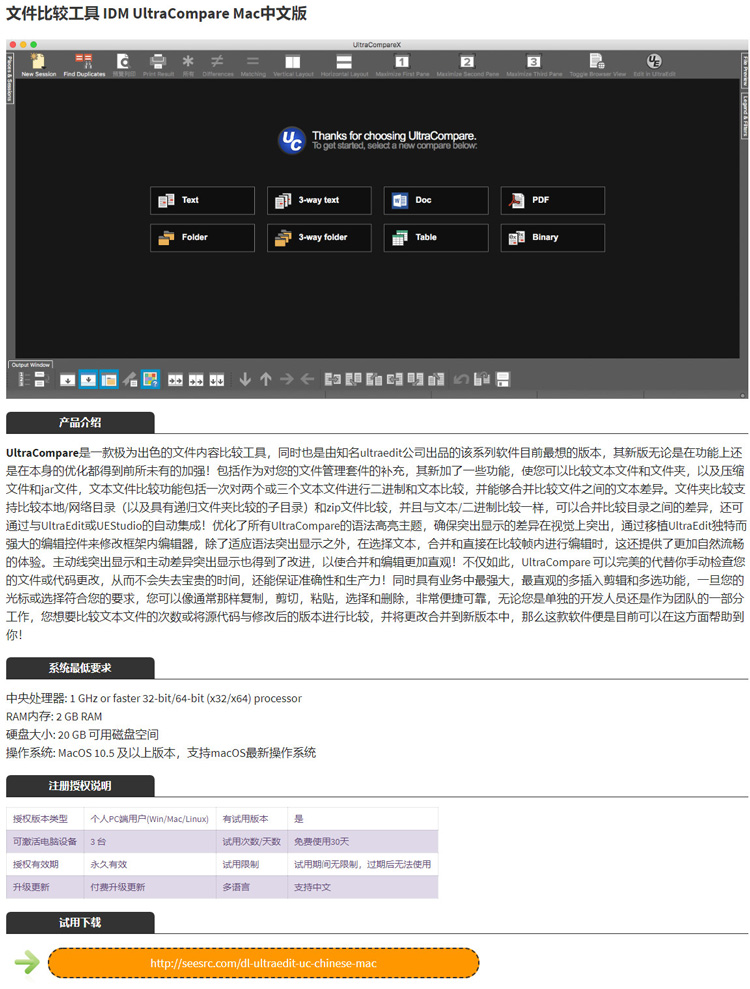 文件比较工具 IDM UltraCompare Mac中文版
UltraCompareX
New Session Find Duplicates 预览列印 Print Result 所有 Differences Matching Vertical Layout Horizontal Layout Maximize First Pane Maximize Second Pane Maximize Third Pane Toggle Browser View Edit in UltraEdit
Paces & Sessions
File Preview
Legend & Filters
UC Thanks for choosing UltraCompare.
To get started, select a new compare below:
Text 3-way text Doc PDF
Folder 3-way folder Table Binary
Output Window
产品介绍
UltraCompare是一款极为出色的文件内容比较工具，同时也是由知名ultraedit公司出品的该系列软件目前最想的版本，其新版无论是在功能上还
是在本身的优化都得到前所未有的加强！包括作为对您的文件管理套件的补充，其新加了一些功能，使您可以比较文本文件和文件夹，以及压缩
文件和jar文件，文本文件比较功能包括一次对两个或三个文本文件进行二进制和文本比较，并能够合并比较文件之间的文本差异。文件夹比较支
持比较本地/网络目录（以及具有递归文件夹比较的子目录）和zip文件比较，并且与文本/二进制比较一样，可以合并比较目录之间的差异，还可
通过与UltraEdit或UEStudio的自动集成！优化了所有UltraCompare的语法高亮主题，确保突出显示的差异在视觉上突出，通过移植UltraEdit独特而
强大的编辑控件来修改框架内编辑器，除了适应语法突出显示之外，在选择文本，合并和直接在比较帧内进行编辑时，这还提供了更加自然流畅
的体验。主动线突出显示和主动差异突出显示也得到了改进，以使合并和编辑更加直观！不仅如此，UltraCompare 可以完美的代替你手动检查您
的文件或代码更改，从而不会失去宝贵的时间，还能保证准确性和生产力！同时具有业务中最强大，最直观的多插入剪辑和多选功能，一旦您的
光标或选择符合您的要求，您可以像通常那样复制，剪切，粘贴，选择和删除，非常便捷可靠，无论您是单独的开发人员还是作为团队的一部分
工作，您想要比较文本文件的次数或将源代码与修改后的版本进行比较，并将更改合并到新版本中，那么这款软件便是目前可以在这方面帮助到
你！
系统最低要求
中央处理器: 1 GHz or faster 32-bit/64-bit (x32/x64) processor
RAM内存: 2 GB RAM
硬盘大小: 20 GB 可用磁盘空间
操作系统: MacOS 10.5 及以上版本，支持macOS最新操作系统
注册授权说明
授权版本类型 个人PC端用户(Win/Mac/Linux) 有试用版本 是
可激活电脑设备 3 台 试用次数/天数 免费使用30天
授权有效期 永久有效 试用限制 试用期间无限制，过期后无法使用
升级更新 付费升级更新 多语言 支持中文
试用下载
http://seesrc.com/dl-ultraedit-uc-chinese-mac